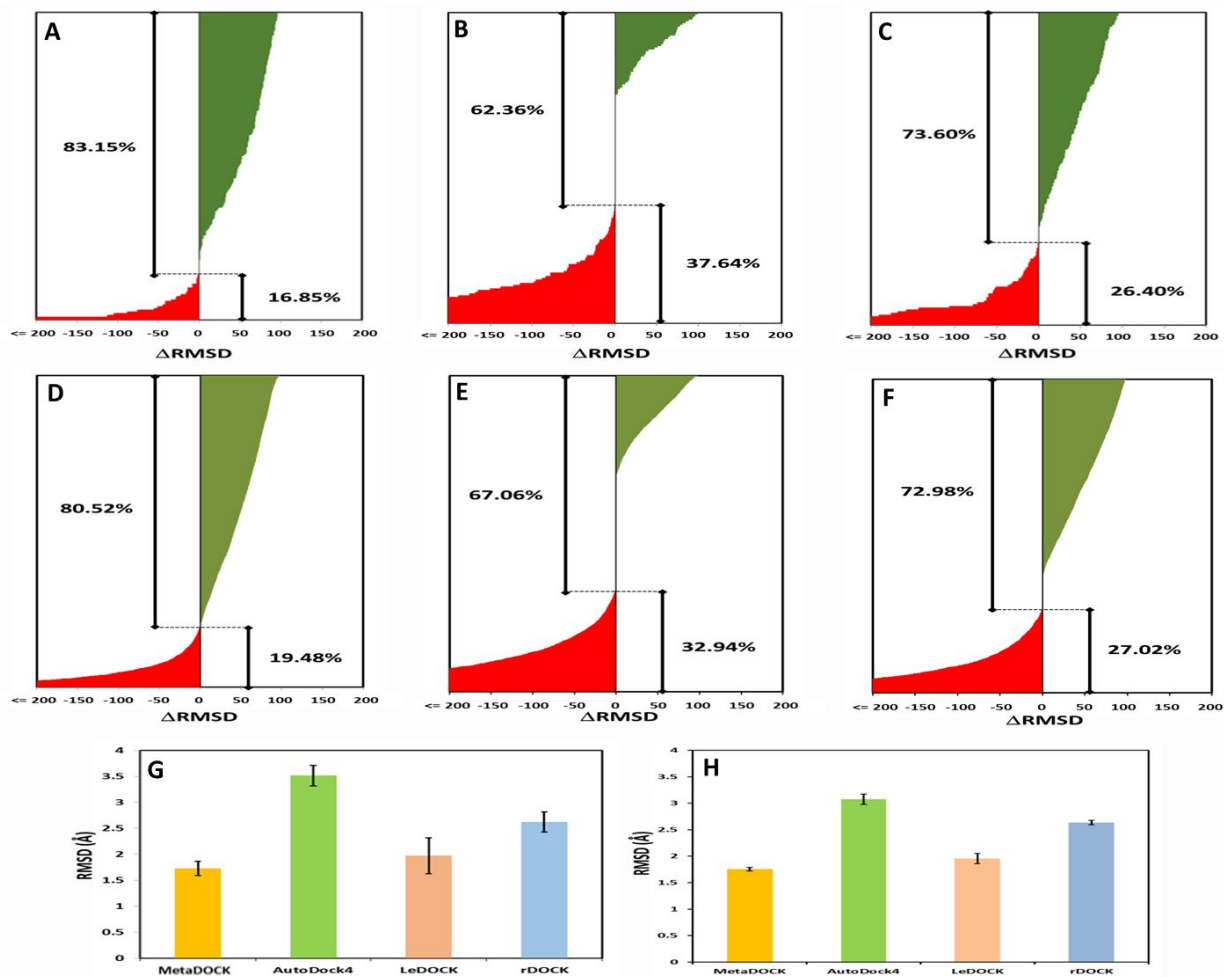 A
83.15%
16.85%
<= -200 -150 -100 -50 0 50 100 150 200
ΔRMSD
B
62.36%
37.64%
<= -200 -150 -100 -50 0 50 100 150 200
ΔRMSD
C
73.60%
26.40%
<= -200 -150 -100 -50 0 50 100 150 200
ΔRMSD
D
80.52%
19.48%
<= -200 -150 -100 -50 0 50 100 150 200
ΔRMSD
E
67.06%
32.94%
<= -200 -150 -100 -50 0 50 100 150 200
ΔRMSD
F
72.98%
27.02%
<= -200 -150 -100 -50 0 50 100 150 200
ΔRMSD
G
RMSD (Å)
4
3.5
3
2.5
2
1.5
1
0.5
0
MetaDOCK AutoDock4 LeDOCK rDOCK
H
RMSD (Å)
4
3.5
3
2.5
2
1.5
1
0.5
0
MetaDOCK AutoDock4 LeDOCK rDOCK